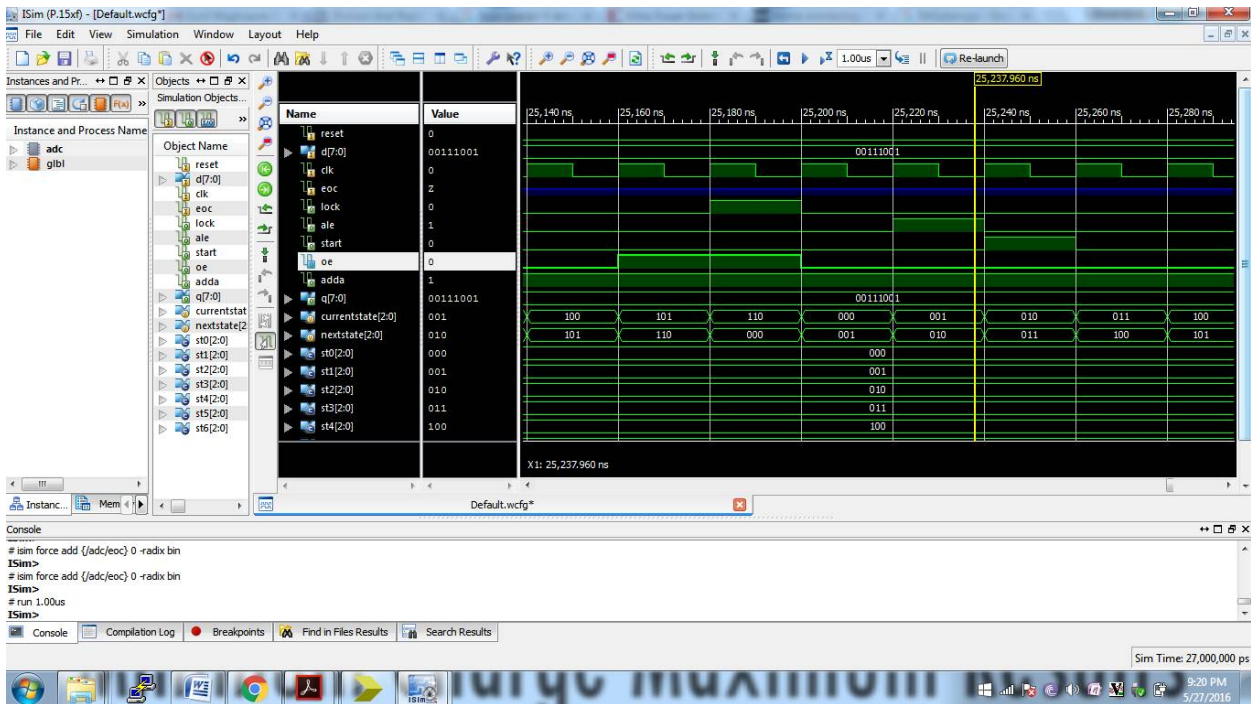 ISim (P.15xf) - [Default.wcfg*]
File Edit View Simulation Window Layout Help
1.00us
Re-launch
Instances and Pr...
Instance and Process Name
adc
glbl
Objects
Simulation Objects...
Object Name
reset
d[7:0]
clk
eoc
lock
ale
start
oe
adda
q[7:0]
currentstat
nextstate[2
st0[2:0]
st1[2:0]
st2[2:0]
st3[2:0]
st4[2:0]
st5[2:0]
st6[2:0]
25,237.960 ns
Name Value 25,140 ns 25,160 ns 25,180 ns 25,200 ns 25,220 ns 25,240 ns 25,260 ns 25,280 ns
reset 0
d[7:0] 00111001 00111001
clk 0
eoc z
lock 0
ale 1
start 0
oe 0
adda 1
q[7:0] 00111001 00111001
currentstate[2:0] 001 100 101 110 000 001 010 011 100
nextstate[2:0] 010 101 110 000 001 010 011 100 101
st0[2:0] 000 000
st1[2:0] 001 001
st2[2:0] 010 010
st3[2:0] 011 011
st4[2:0] 100 100
X1: 25,237.960 ns
Instanc... Mem
Default.wcfg*
Console
# isim force add {/adc/eoc} 0 -radix bin
ISim>
# isim force add {/adc/eoc} 0 -radix bin
ISim>
# run 1.00us
ISim>
Console Compilation Log Breakpoints Find in Files Results Search Results
Sim Time: 27,000,000 ps
ISim
9:20 PM
5/27/2016